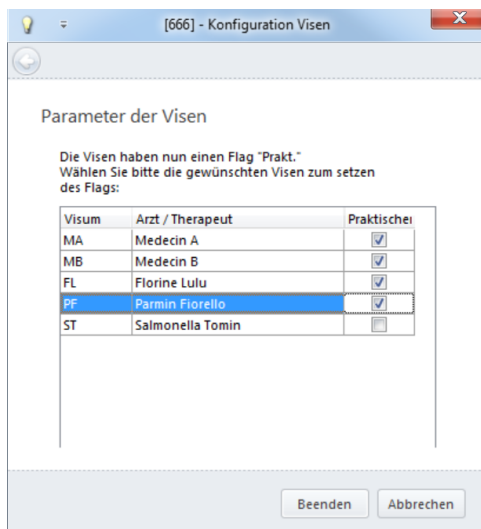 [666] - Konfiguration Visen
Parameter der Visen
Die Visen haben nun einen Flag "Prakt."
Wählen Sie bitte die gewünschten Visen zum setzen
des Flags:
Visum Arzt / Therapeut Praktischer
MA Medecin A
MB Medecin B
FL Florine Lulu
PF Parmin Fiorello
ST Salmonella Tomin
Beenden Abbrechen